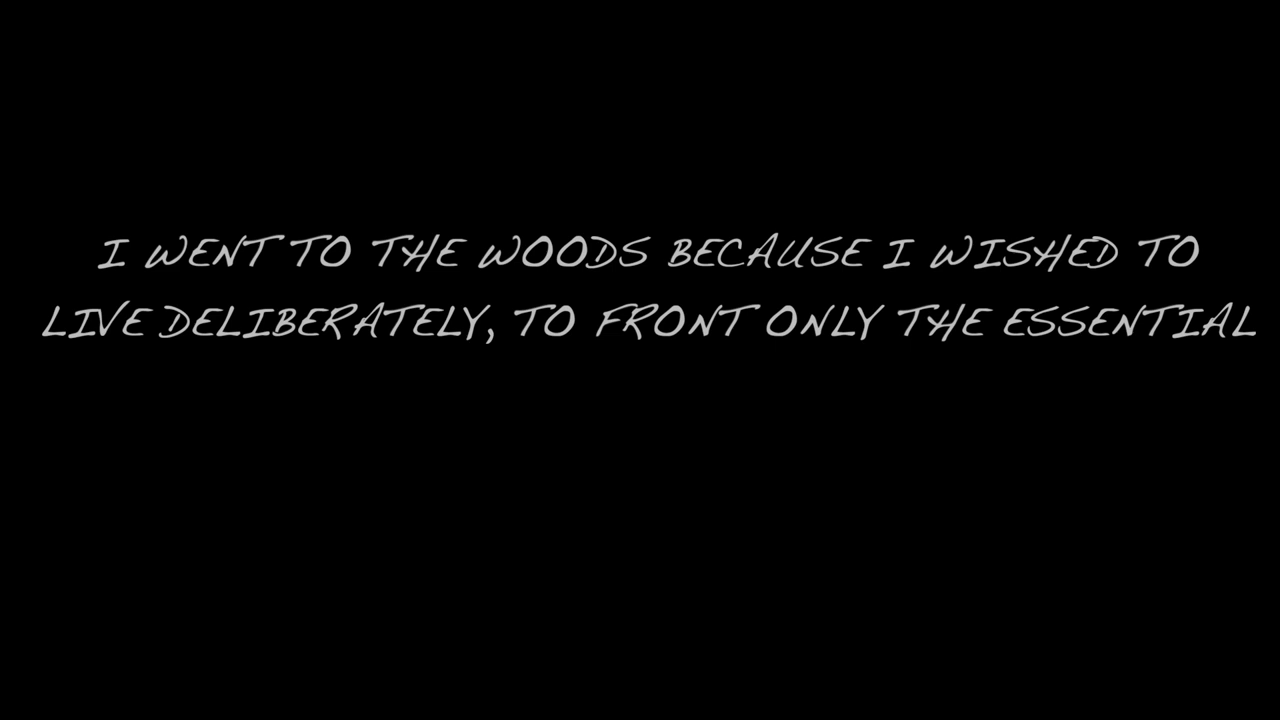 I WENT TO THE WOODS BECAUSE I WISHED TO
LIVE DELIBERATELY, TO FRONT ONLY THE ESSENTIAL